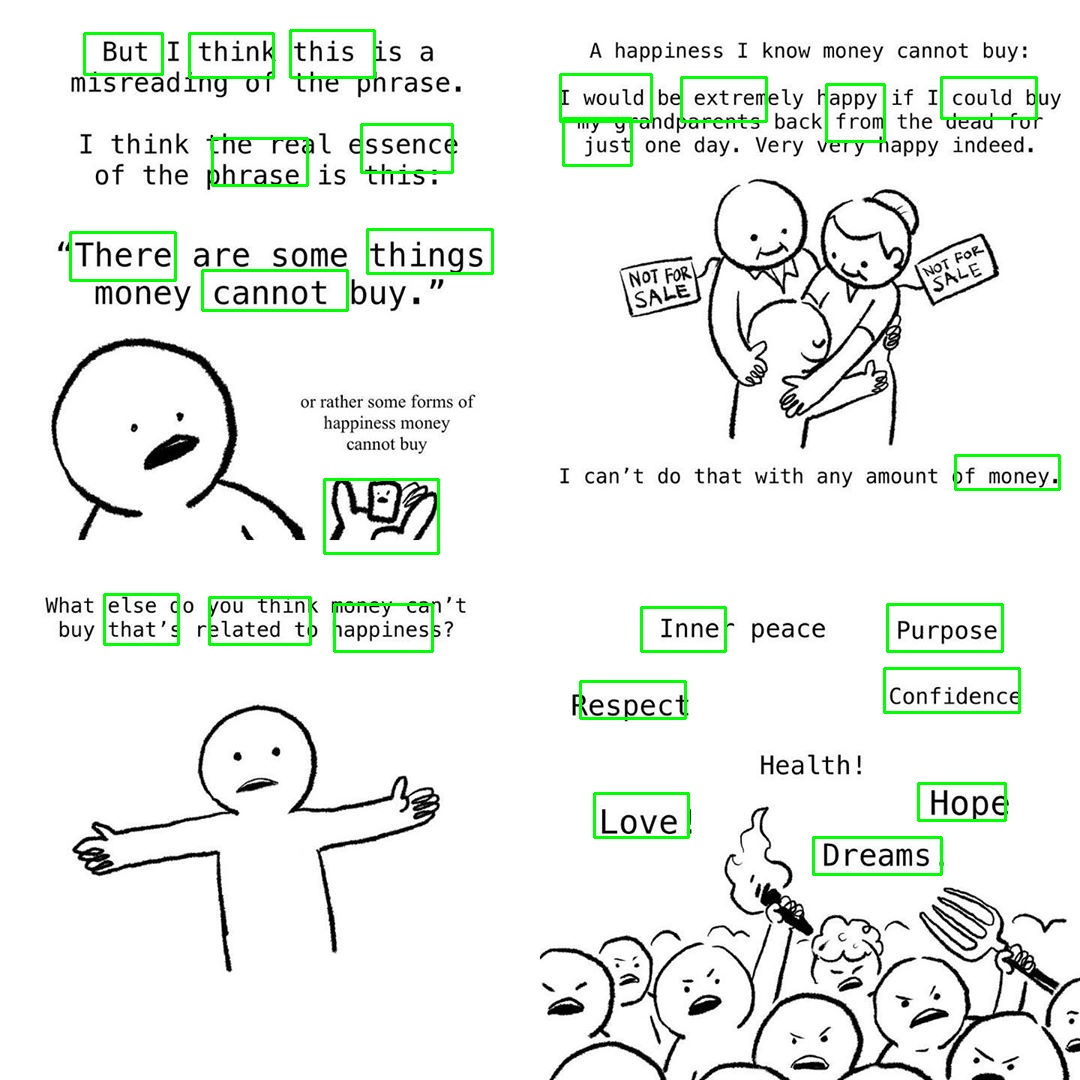 But I think this is a
misreading of the phrase.
I think the real essence
of the phrase is this:
“There are some things
money cannot buy.”
or rather some forms of
happiness money
cannot buy
A happiness I know money cannot buy:
I would be extremely happy if I could buy
my grandparents back from the dead for
just one day. Very very happy indeed.
NOT FOR
SALE
NOT FOR
SALE
I can’t do that with any amount of money.
What else do you think money can’t
buy that’s related to happiness?
Inner peace
Purpose
Respect
Confidence
Health!
Love!
Hope
Dreams.